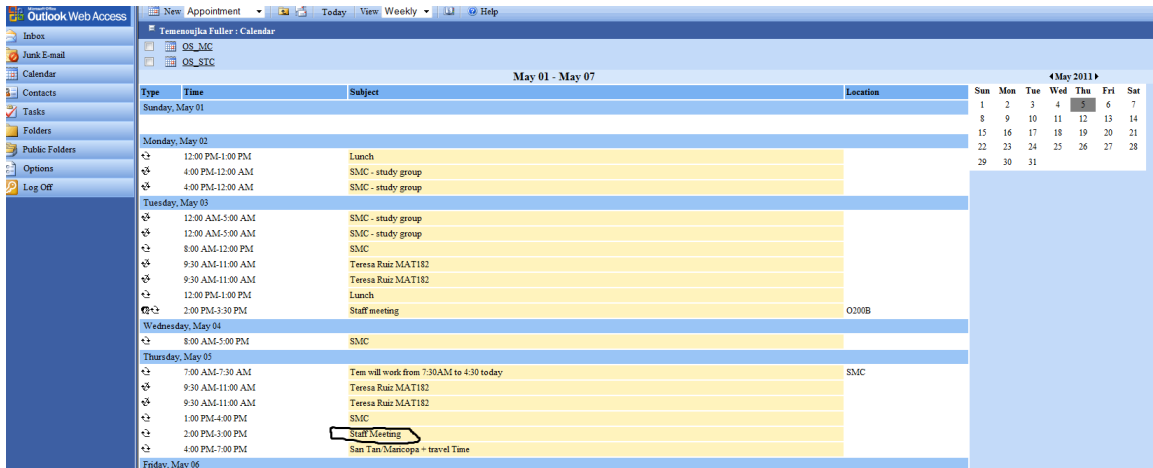 Microsoft Office
Outlook Web Access
New Appointment Today View Weekly Help
Inbox
Junk E-mail
Calendar
Contacts
Tasks
Folders
Public Folders
Options
Log Off
Temenoujka Fuller : Calendar
OS_MC
OS_STC
May 01 - May 07
Type Time Subject Location
Sunday, May 01
Monday, May 02
12:00 PM-1:00 PM Lunch
4:00 PM-12:00 AM SMC - study group
4:00 PM-12:00 AM SMC - study group
Tuesday, May 03
12:00 AM-5:00 AM SMC - study group
12:00 AM-5:00 AM SMC - study group
8:00 AM-12:00 PM SMC
9:30 AM-11:00 AM Teresa Ruiz MAT182
9:30 AM-11:00 AM Teresa Ruiz MAT182
12:00 PM-1:00 PM Lunch
2:00 PM-3:30 PM Staff meeting O200B
Wednesday, May 04
8:00 AM-5:00 PM SMC
Thursday, May 05
7:00 AM-7:30 AM Tem will work from 7:30AM to 4:30 today SMC
9:30 AM-11:00 AM Teresa Ruiz MAT182
9:30 AM-11:00 AM Teresa Ruiz MAT182
1:00 PM-4:00 PM SMC
2:00 PM-3:00 PM Staff Meeting
4:00 PM-7:00 PM San Tan/Maricopa + travel Time
Friday, May 06
May 2011
Sun Mon Tue Wed Thu Fri Sat
1 2 3 4 5 6 7
8 9 10 11 12 13 14
15 16 17 18 19 20 21
22 23 24 25 26 27 28
29 30 31